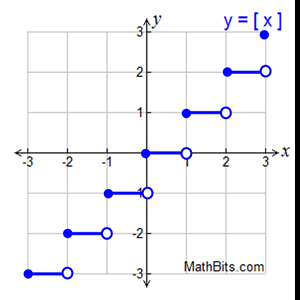 y = [ x ]
y
3
2
1
x
-3 -2 -1 1 2 3
-1
-2
-3
MathBits.com